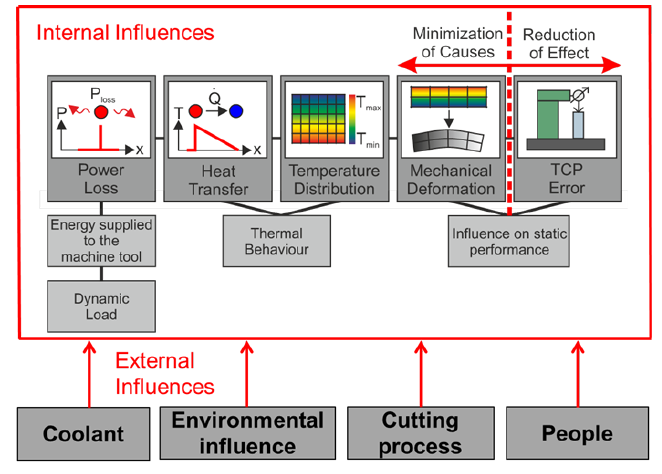 Internal Influences
Minimization
of Causes
Reduction
of Effect
P
P loss
x
Power
Loss
T
Q̇
x
Heat
Transfer
T max
T min
Temperature
Distribution
Mechanical
Deformation
TCP
Error
Energy supplied
to the
machine tool
Dynamic
Load
Thermal
Behaviour
Influence on static
performance
External
Influences
Coolant
Environmental
influence
Cutting
process
People